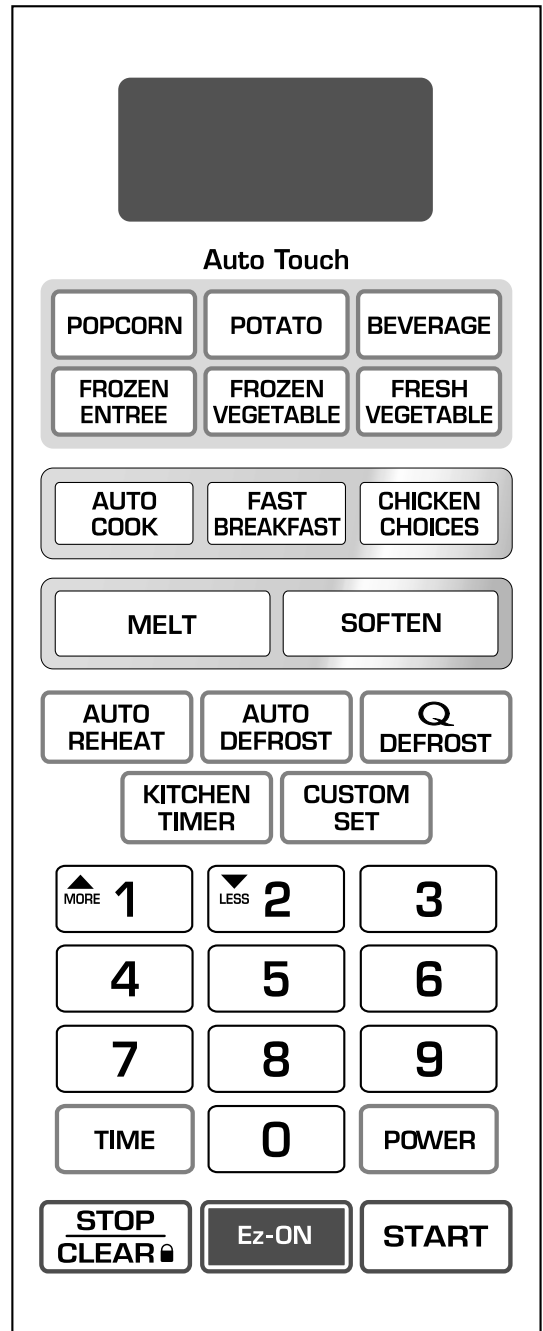 Auto Touch
POPCORN
POTATO
BEVERAGE
FROZEN
ENTREE
FROZEN
VEGETABLE
FRESH
VEGETABLE
AUTO
COOK
FAST
BREAKFAST
CHICKEN
CHOICES
MELT
SOFTEN
AUTO
REHEAT
AUTO
DEFROST
Q
DEFROST
KITCHEN
TIMER
CUSTOM
SET
MORE 1
LESS 2
3
4
5
6
7
8
9
TIME
0
POWER
STOP
CLEAR
Ez-ON
START